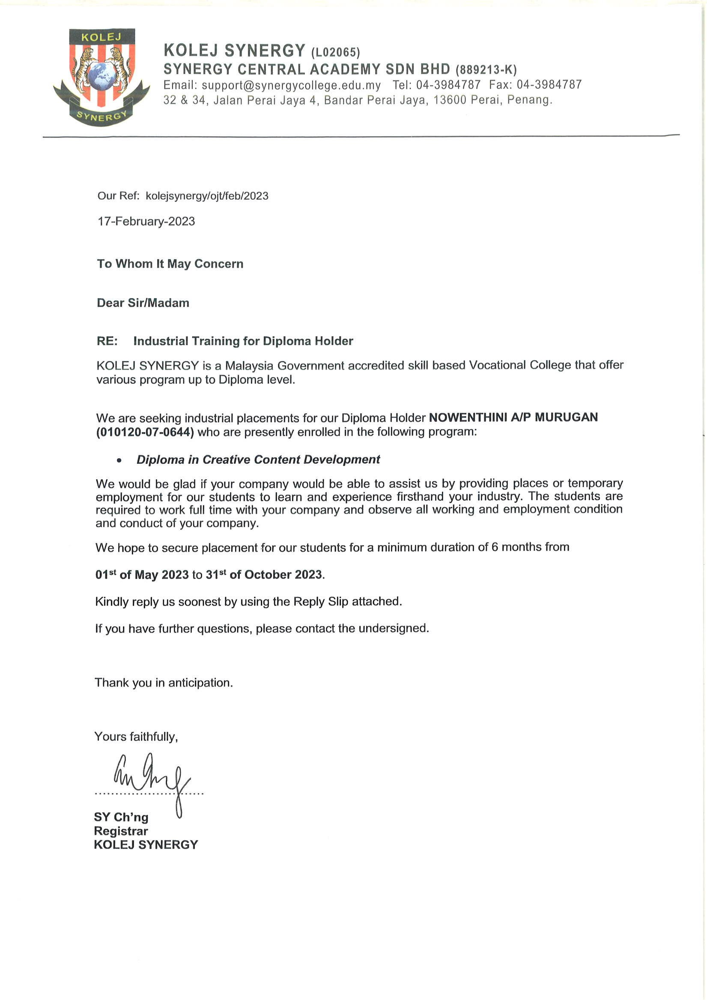 KOLEJ
SYNERGY
KOLEJ SYNERGY (L02065)
SYNERGY CENTRAL ACADEMY SDN BHD (889213-K)
Email: support@synergycollege.edu.my Tel: 04-3984787 Fax: 04-3984787
32 & 34, Jalan Perai Jaya 4, Bandar Perai Jaya, 13600 Perai, Penang.
Our Ref: kolejsynergy/ojt/feb/2023
17-February-2023
To Whom It May Concern
Dear Sir/Madam
RE: Industrial Training for Diploma Holder
KOLEJ SYNERGY is a Malaysia Government accredited skill based Vocational College that offer
various program up to Diploma level.
We are seeking industrial placements for our Diploma Holder NOWENTHINI A/P MURUGAN
(010120-07-0644) who are presently enrolled in the following program:
• Diploma in Creative Content Development
We would be glad if your company would be able to assist us by providing places or temporary
employment for our students to learn and experience firsthand your industry. The students are
required to work full time with your company and observe all working and employment condition
and conduct of your company.
We hope to secure placement for our students for a minimum duration of 6 months from
01st of May 2023 to 31st of October 2023.
Kindly reply us soonest by using the Reply Slip attached.
If you have further questions, please contact the undersigned.
Thank you in anticipation.
Yours faithfully,
SY Ch'ng
Registrar
KOLEJ SYNERGY